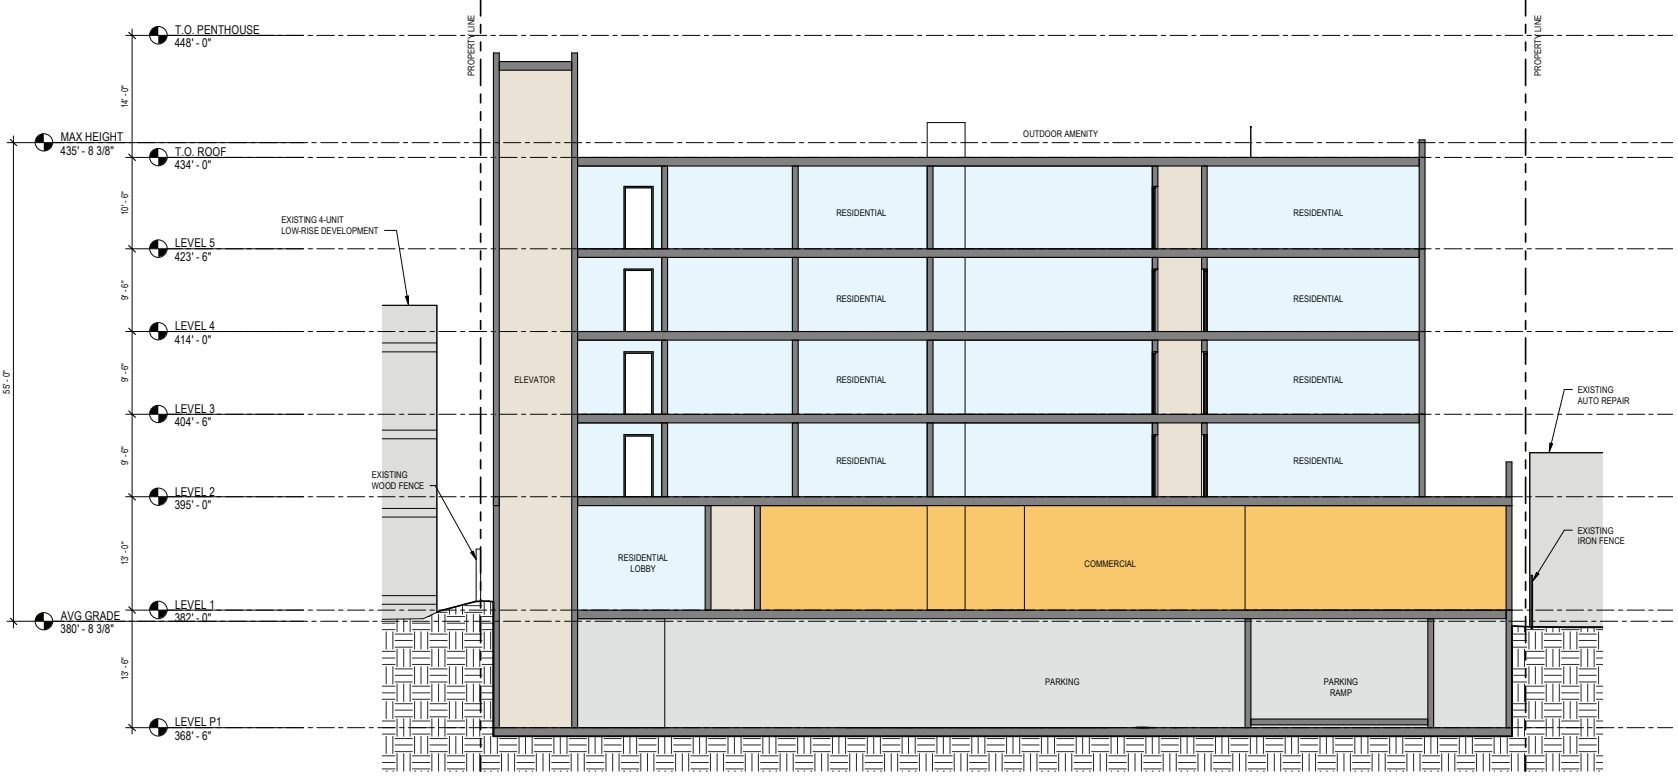 T.O. PENTHOUSE
448' - 0"
PROPERTY LINE
PROPERTY LINE
14' - 0"
MAX HEIGHT
435' - 8 3/8"
OUTDOOR AMENITY
T.O. ROOF
434' - 0"
10' - 6"
RESIDENTIAL
RESIDENTIAL
EXISTING 4-UNIT
LOW-RISE DEVELOPMENT
LEVEL 5
423' - 6"
9' - 6"
RESIDENTIAL
RESIDENTIAL
LEVEL 4
414' - 0"
55' - 0"
9' - 6"
ELEVATOR
RESIDENTIAL
RESIDENTIAL
EXISTING
AUTO REPAIR
LEVEL 3
404' - 6"
9' - 6"
RESIDENTIAL
RESIDENTIAL
EXISTING
WOOD FENCE
LEVEL 2
395' - 0"
EXISTING
IRON FENCE
13' - 0"
RESIDENTIAL
LOBBY
COMMERCIAL
LEVEL 1
382' - 0"
AVG GRADE
380' - 8 3/8"
13' - 6"
PARKING
PARKING
RAMP
LEVEL P1
368' - 6"